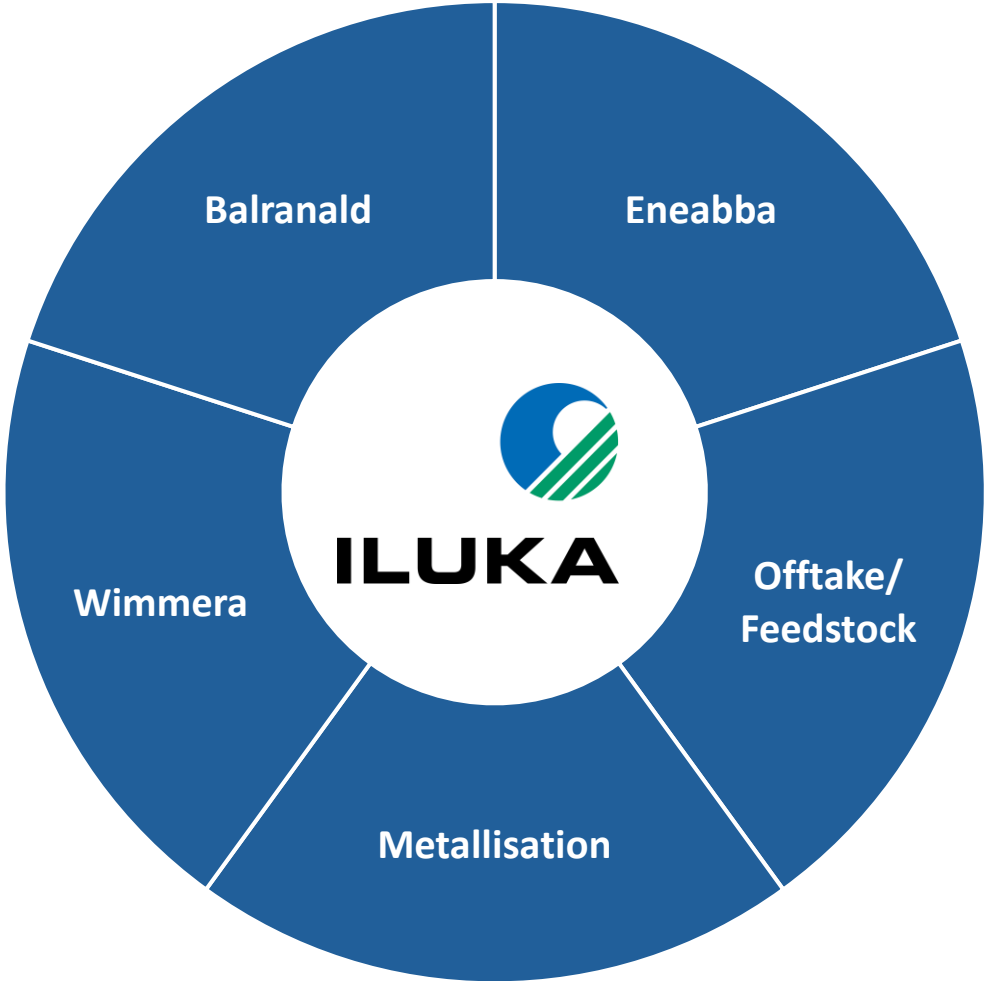 Balranald
Eneabba
ILUKA
Wimmera
Offtake/
Feedstock
Metallisation